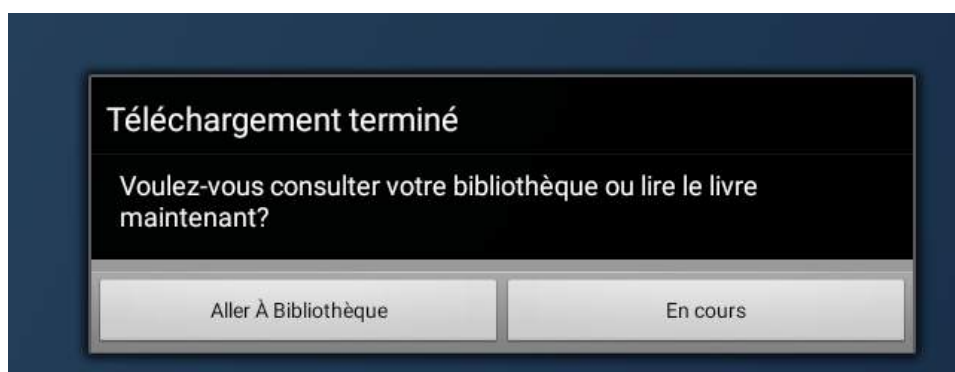 Téléchargement terminé
Voulez-vous consulter votre bibliothèque ou lire le livre
maintenant?
Aller À Bibliothèque
En cours